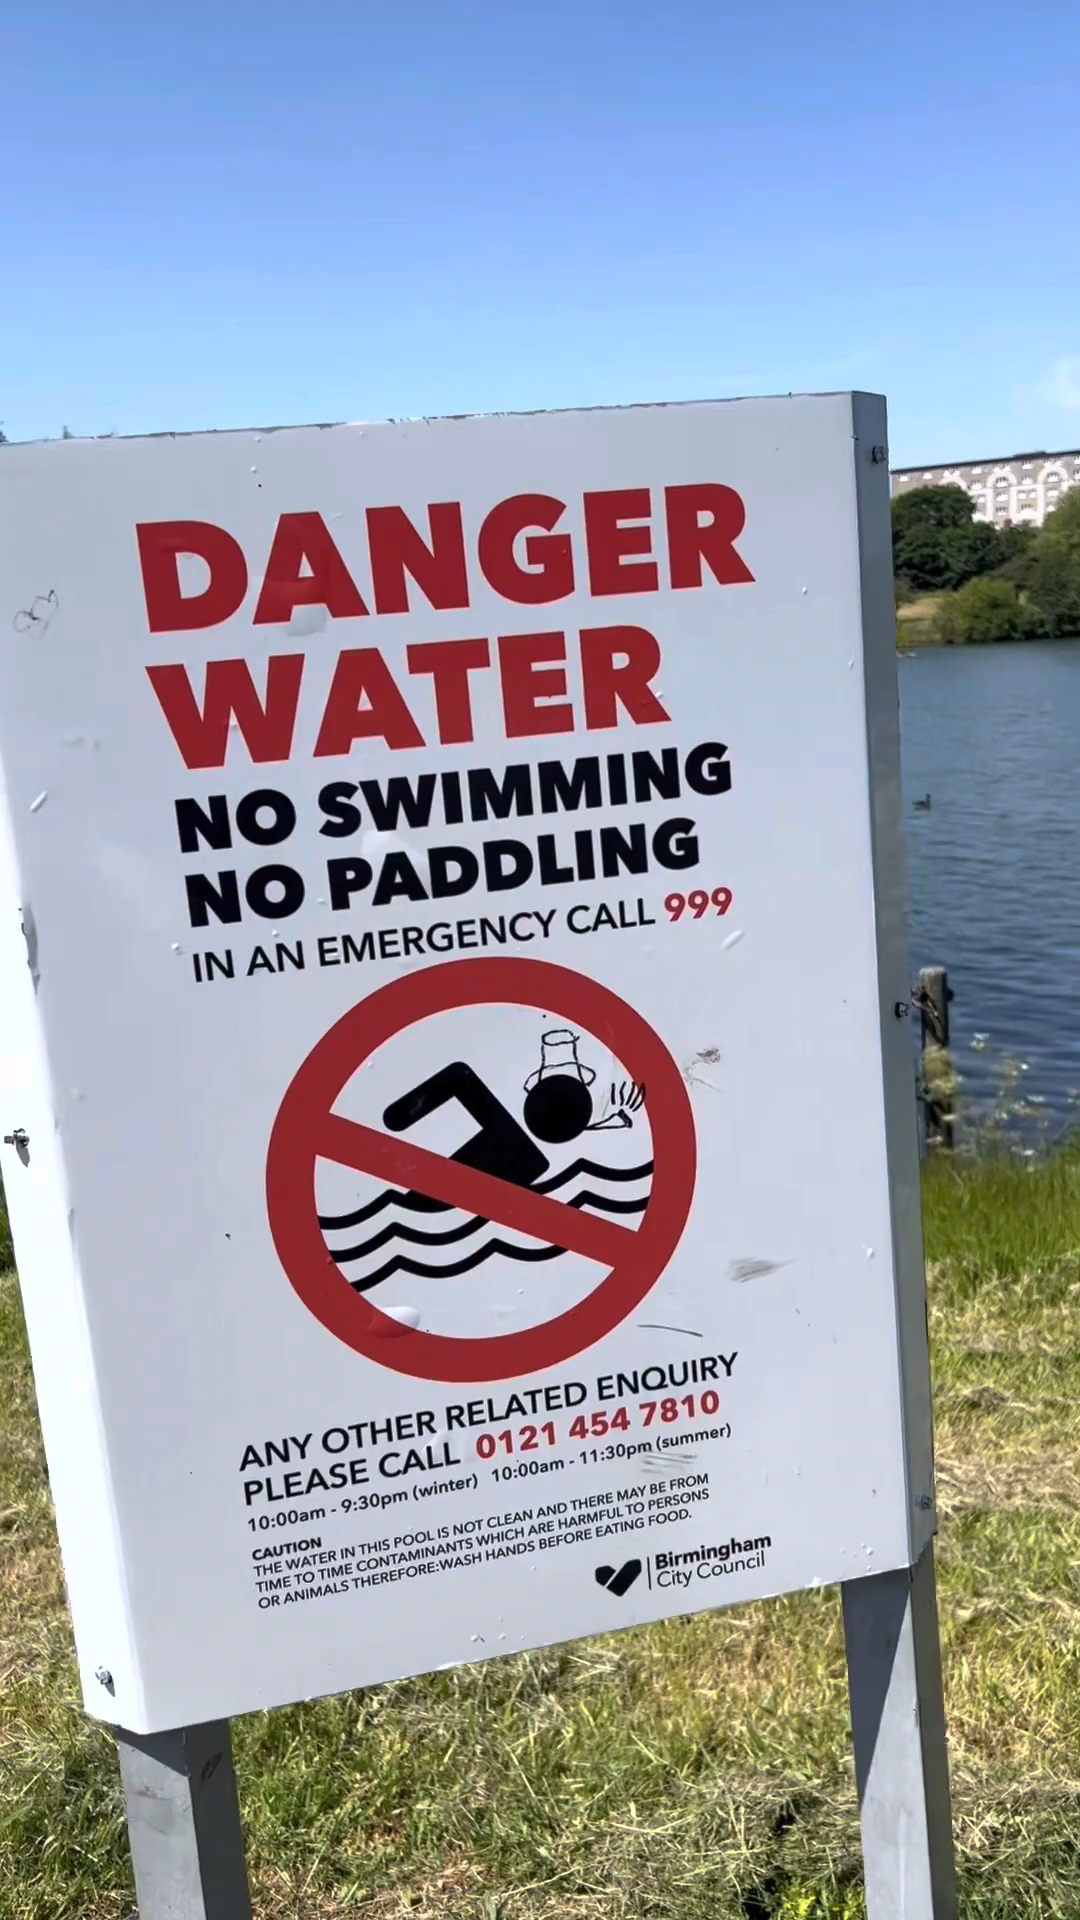 DANGER
WATER
NO SWIMMING
NO PADDLING
IN AN EMERGENCY CALL 999
ANY OTHER RELATED ENQUIRY
PLEASE CALL 0121 454 7810
10:00am - 9:30pm (winter) 10:00am - 11:30pm (summer)
CAUTION
THE WATER IN THIS POOL IS NOT CLEAN AND THERE MAY BE FROM
TIME TO TIME CONTAMINANTS WHICH ARE HARMFUL TO PERSONS
OR ANIMALS THEREFORE:WASH HANDS BEFORE EATING FOOD.
Birmingham
City Council